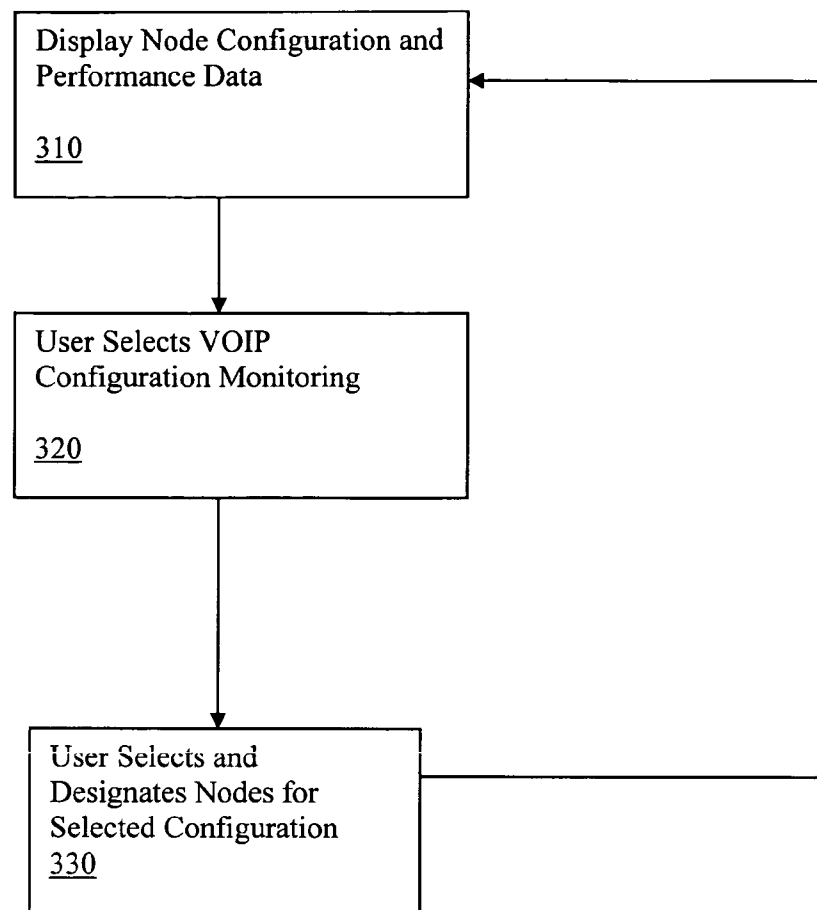 Display Node Configuration and
Performance Data
310
User Selects VOIP
Configuration Monitoring
320
User Selects and
Designates Nodes for
Selected Configuration
330